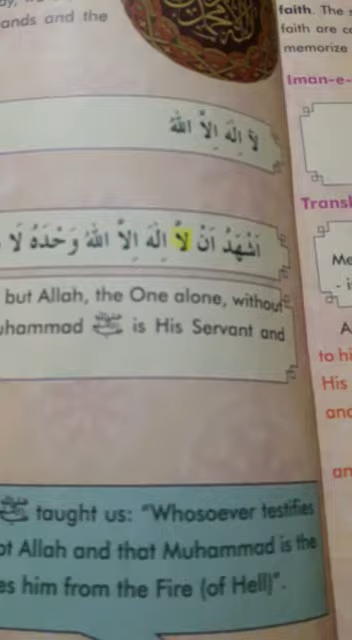 ands and the
لَآ اِلٰهَ اِلَّا اللّٰهُ
اَشْهَدُ اَنْ لَّا اِلٰهَ اِلَّا اللّٰهُ وَحْدَهٗ لَا
but Allah, the One alone, without
uhammad ﷺ is His Servant and
ﷺ taught us: "Whosoever testifies
ot Allah and that Muhammad is the
es him from the Fire (of Hell)".
faith. The
faith are
memorize
Iman-e-
Transl
Me
A
to hi
His
and
an